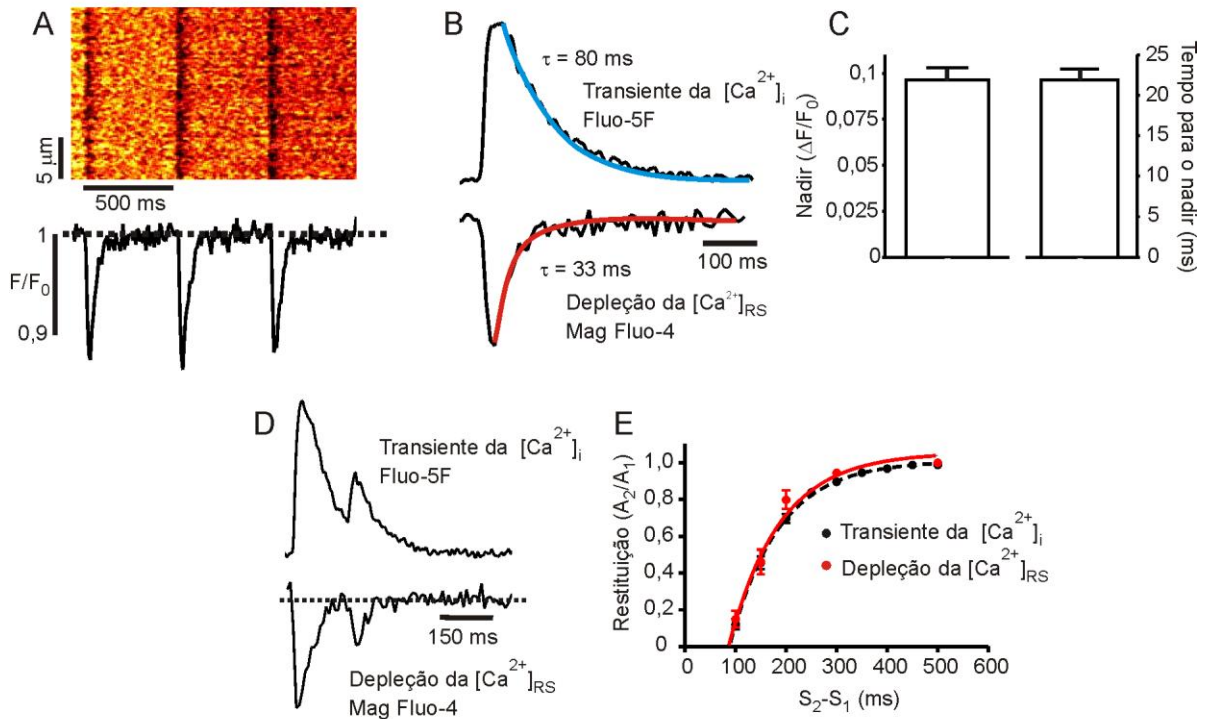 A
5 µm
500 ms
1
F/F0
0,9
B
τ = 80 ms
Transiente da [Ca2+]i
Fluo-5F
τ = 33 ms
100 ms
Depleção da [Ca2+]RS
Mag Fluo-4
C
Nadir (ΔF/F0)
0,1
0,075
0,05
0,025
0
25
20
15
10
5
0
Tempo para o nadir (ms)
D
Transiente da [Ca2+]i
Fluo-5F
150 ms
Depleção da [Ca2+]RS
Mag Fluo-4
E
Restituição (A2/A1)
1,0
0,8
0,6
0,4
0,2
0
Transiente da [Ca2+]i
Depleção da [Ca2+]RS
0 100 200 300 400 500 600
S2-S1 (ms)